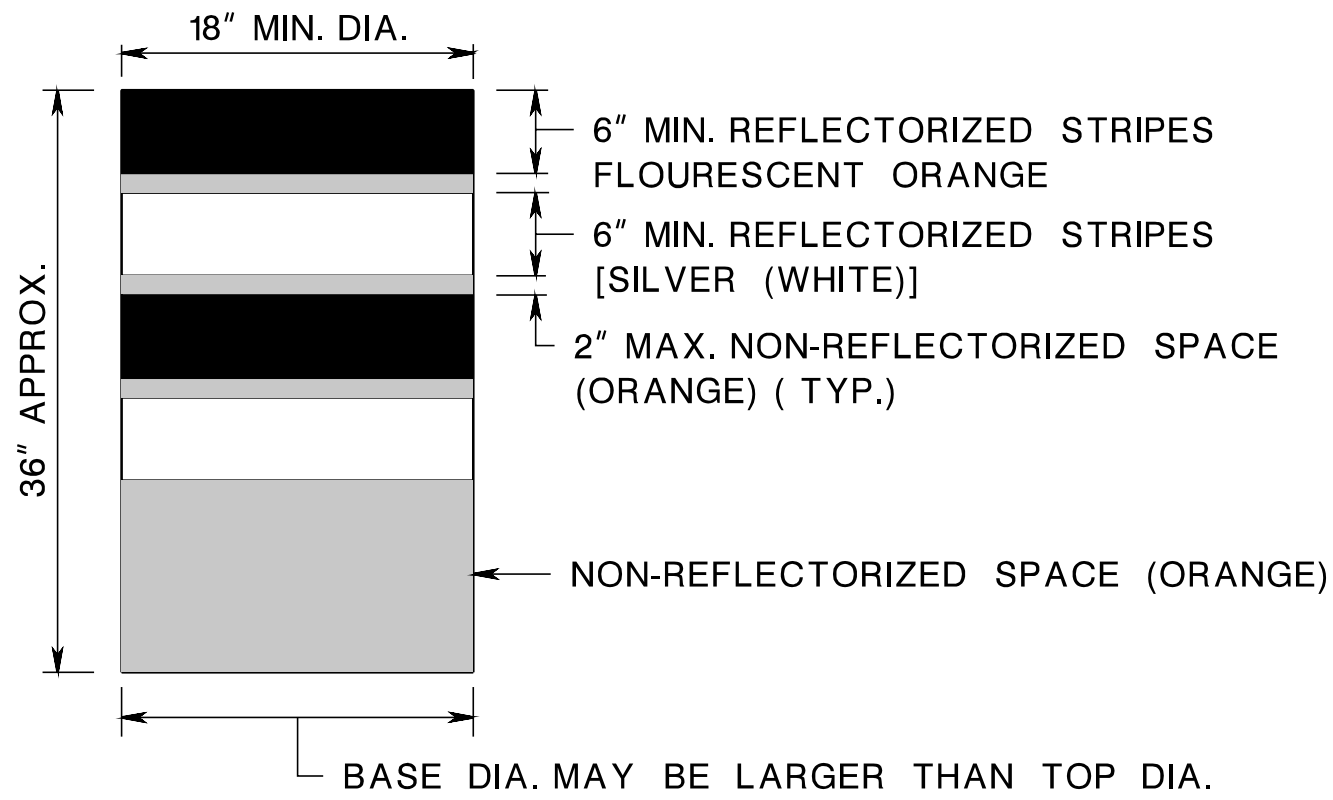 18" MIN. DIA.
6" MIN. REFLECTORIZED STRIPES
FLOURESCENT ORANGE
6" MIN. REFLECTORIZED STRIPES
[SILVER (WHITE)]
2" MAX. NON-REFLECTORIZED SPACE
(ORANGE) ( TYP.)
36" APPROX.
NON-REFLECTORIZED SPACE (ORANGE)
BASE DIA. MAY BE LARGER THAN TOP DIA.